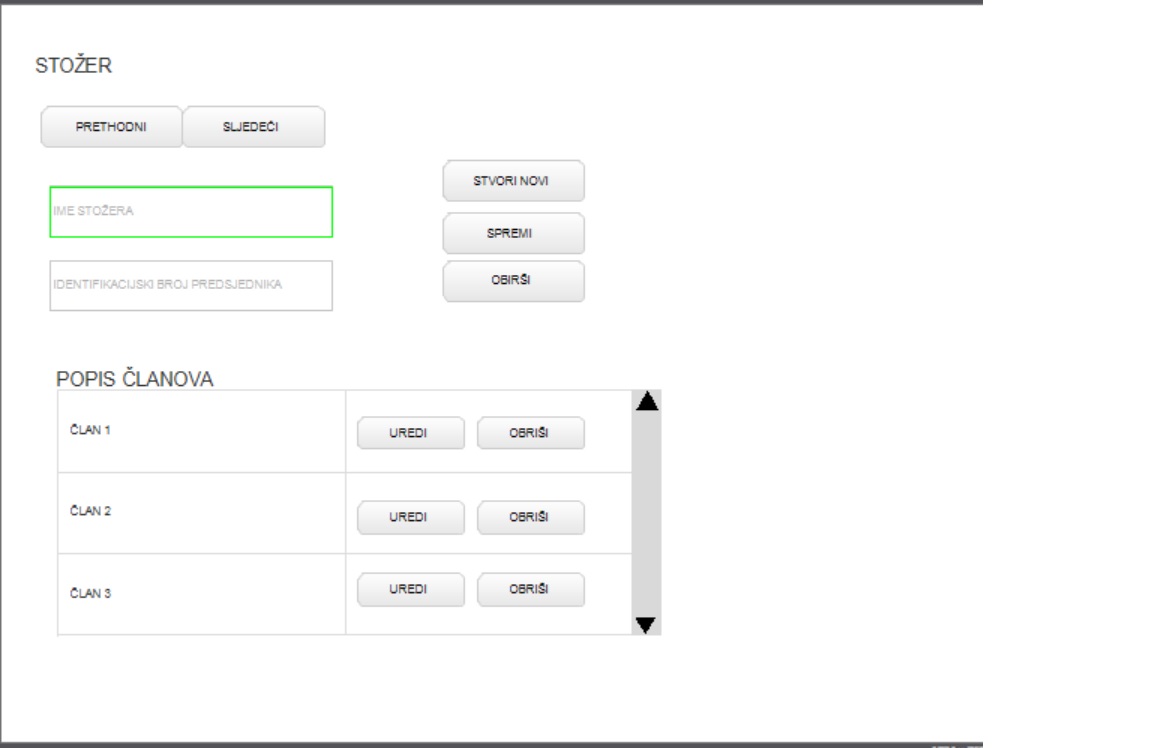 STOŽER
PRETHODNI SLJEDEĆI
STVORI NOVI
IME STOŽERA
SPREMI
IDENTIFIKACIJSKI BROJ PREDSJEDNIKA
OBIRŠI
POPIS ČLANOVA
ČLAN 1 UREDI OBRIŠI
ČLAN 2 UREDI OBRIŠI
ČLAN 3 UREDI OBRIŠI